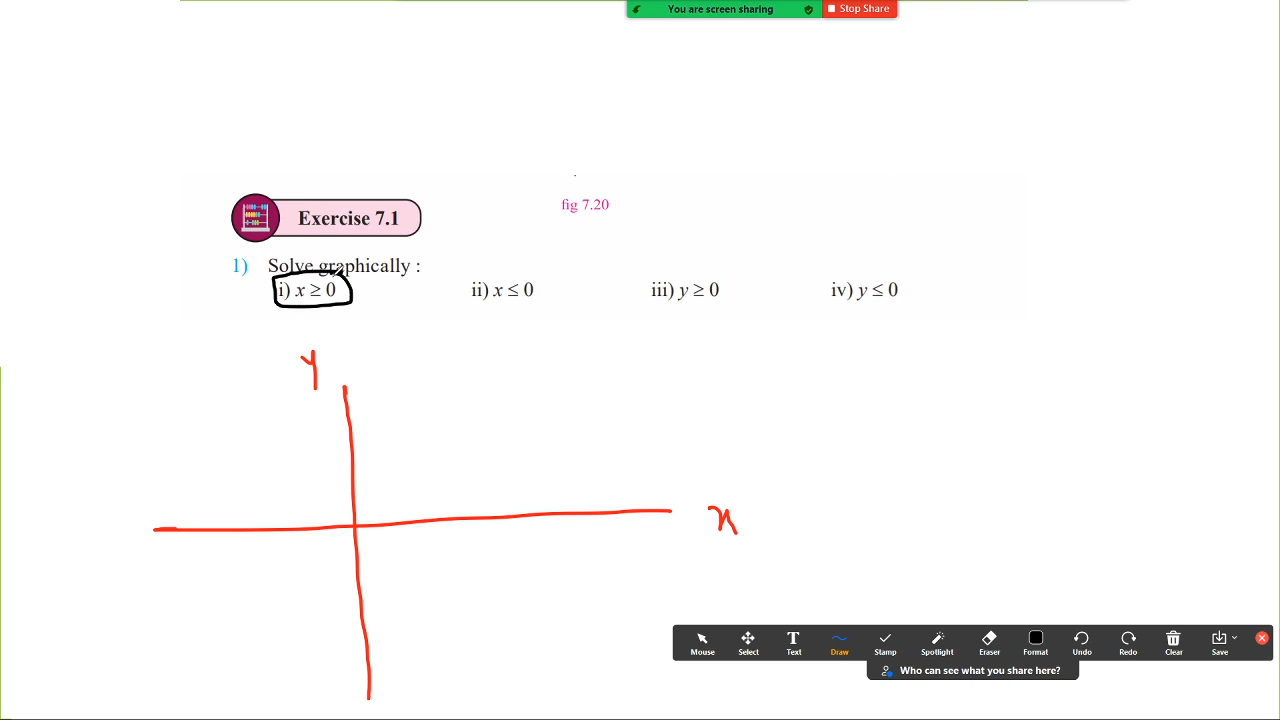 You are screen sharing Stop Share
fig 7.20
Exercise 7.1
1) Solve graphically :
i) x ≥ 0 ii) x ≤ 0 iii) y ≥ 0 iv) y ≤ 0
Y
x
Mouse Select Text Draw Stamp Spotlight Eraser Format Undo Redo Clear Save
Who can see what you share here?